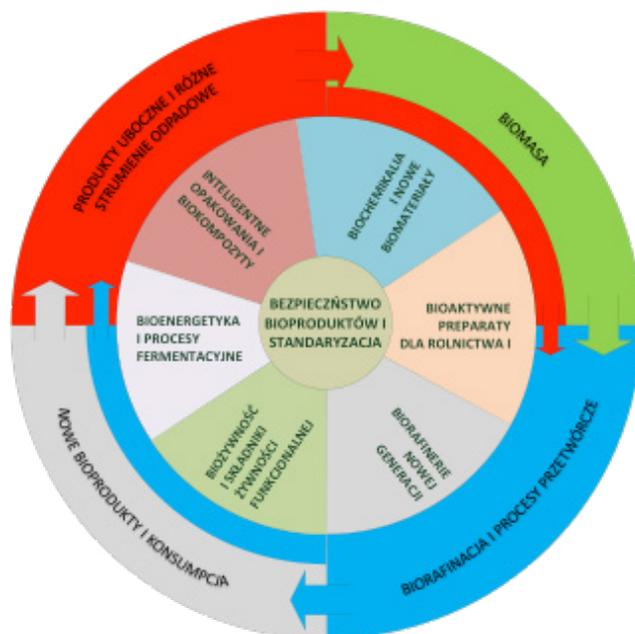 PRODUKTY UBOCZNE I RÓŻNE
STRUMIENIE ODPADOWE
BIOMASA
INTELIGENTNE
OPAKOWANIA I
BIOKOMPOZYTY
BIOCHEMIKALIA
I NOWE
BIOMATERIAŁY
BIOENERGETYKA
I PROCESY
FERMENTACYJNE
BEZPIECZŃSTWO
BIOPRODUKTÓW I
STANDARYZACJA
BIOAKTYWNE
PREPARATY
DLA ROLNICTWA I
BIOŻYWNOŚĆ
I SKŁADNIKI
ŻYWNOŚCI
FUNKCJONALNEJ
BIORAFINERIE
NOWEJ
GENERACJI
NOWE BIOPRODUKTY I KONSUMPCJA
BIORAFINACJA I PROCESY PRZETWÓRCZE